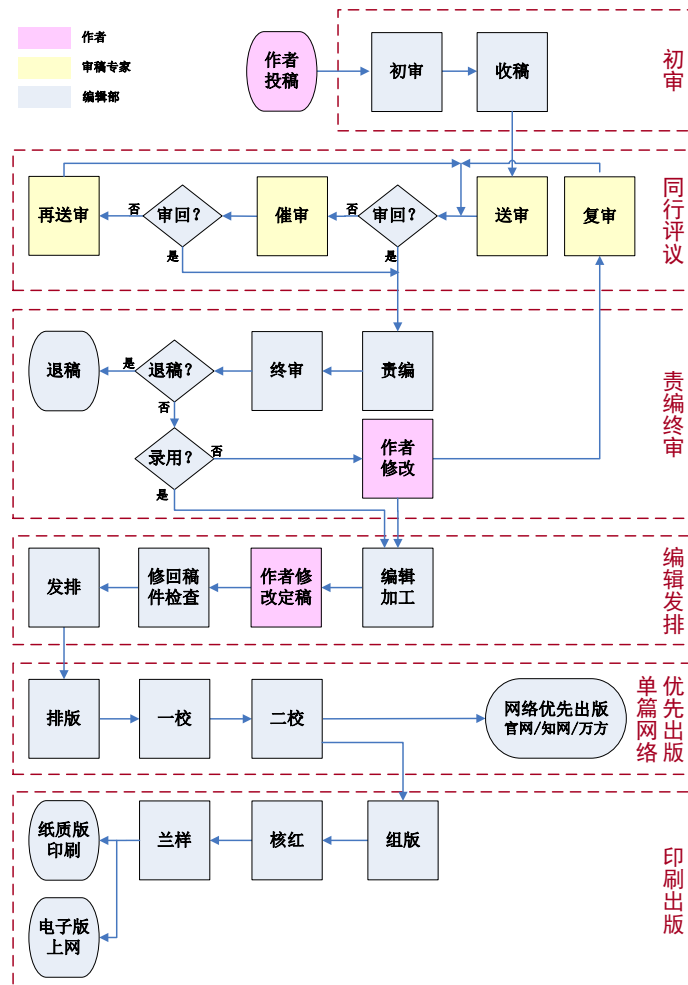 作者
审稿专家
编辑部
作者
投稿
初审
收稿
初审
再送审
否
审回？
是
催审
否
审回？
是
送审
复审
同行评议
退稿
是
退稿？
否
终审
责编
录用？
否
是
作者
修改
责编终审
发排
修回稿
件检查
作者修
改定稿
编辑
加工
编辑发排
排版
一校
二校
网络优先出版
官网/知网/万方
单篇网络
优先出版
纸质版
印刷
兰样
核红
组版
电子版
上网
印刷出版